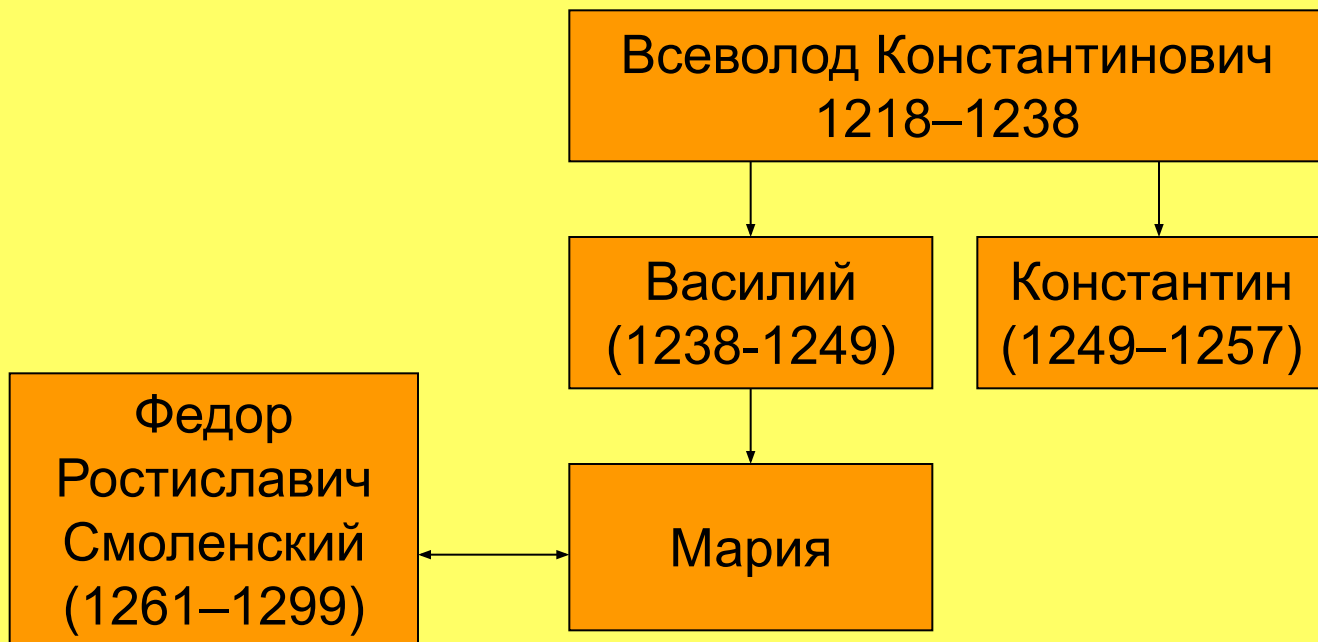 Всеволод Константинович
1218–1238
Василий
(1238-1249)
Константин
(1249–1257)
Федор
Ростиславич
Смоленский
(1261–1299)
Мария